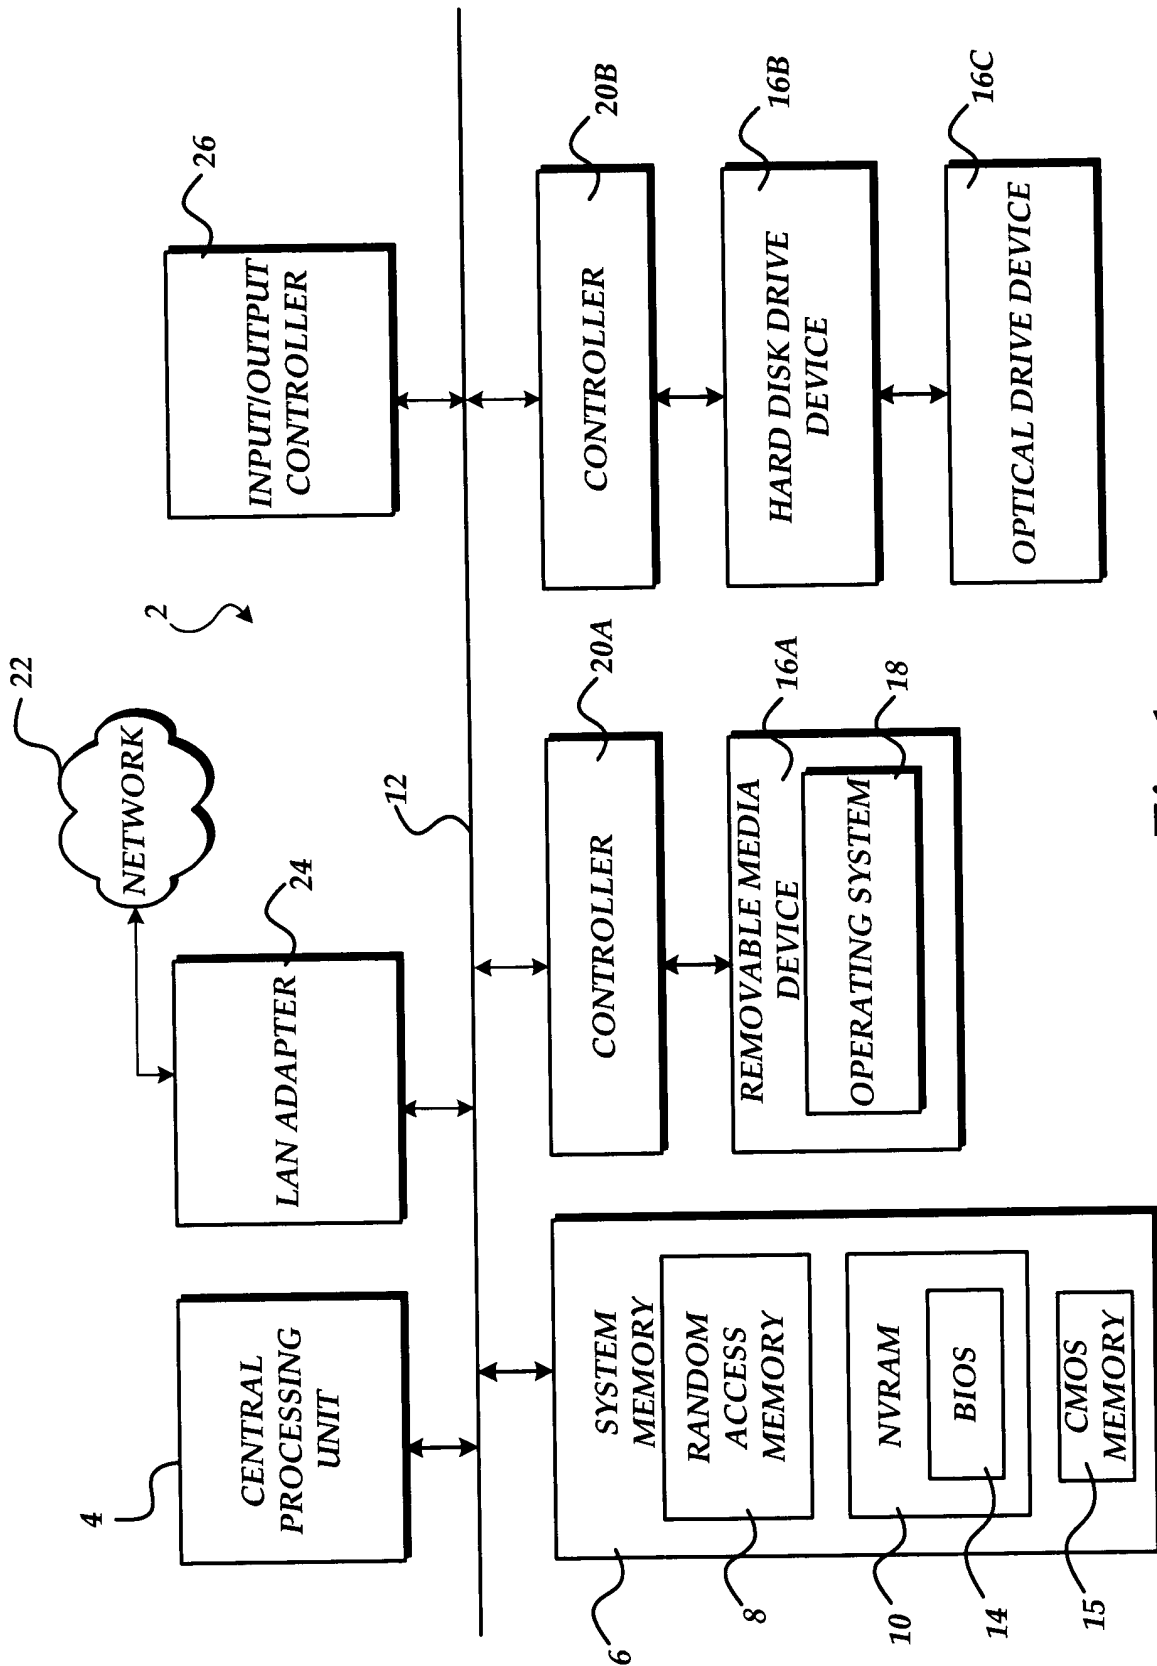 4
CENTRAL
PROCESSING
UNIT
LAN ADAPTER
24
NETWORK
22
2
INPUT/OUTPUT
CONTROLLER
26
12
6
SYSTEM
MEMORY
RANDOM
ACCESS
MEMORY
8
NVRAM
10
BIOS
14
CMOS
MEMORY
15
CONTROLLER
20A
REMOVABLE MEDIA
DEVICE
16A
OPERATING SYSTEM
18
CONTROLLER
20B
HARD DISK DRIVE
DEVICE
16B
OPTICAL DRIVE DEVICE
16C